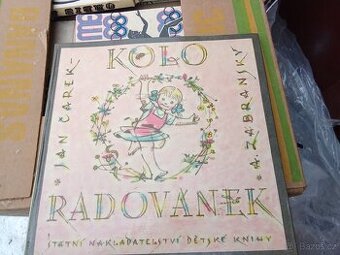 KOLO
JAN ČAREK
A. ZÁBRANSKÝ
RADOVÁNEK
STÁTNÍ NAKLADATELSTVÍ DĚTSKÉ KNIHY